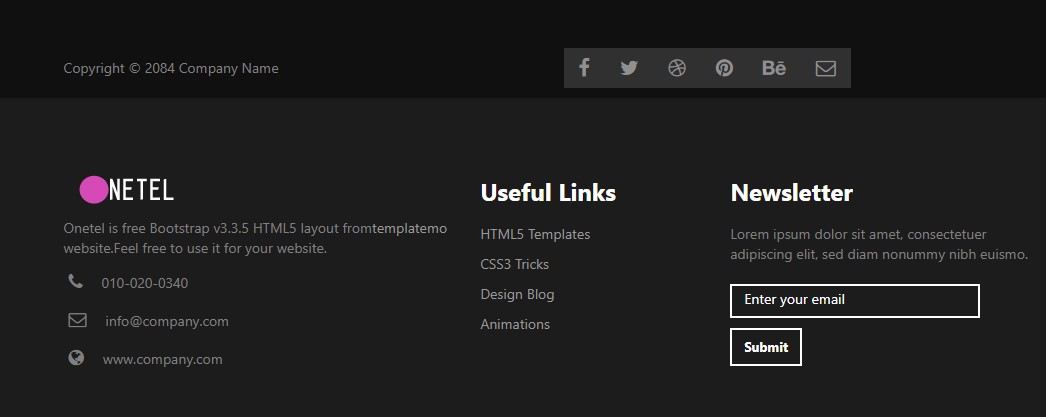 Copyright © 2084 Company Name
Bē
NETEL
Onetel is free Bootstrap v3.3.5 HTML5 layout fromtemplatemo
website.Feel free to use it for your website.
010-020-0340
info@company.com
www.company.com
Useful Links
HTML5 Templates
CSS3 Tricks
Design Blog
Animations
Newsletter
Lorem ipsum dolor sit amet, consectetuer
adipiscing elit, sed diam nonummy nibh euismo.
Enter your email
Submit